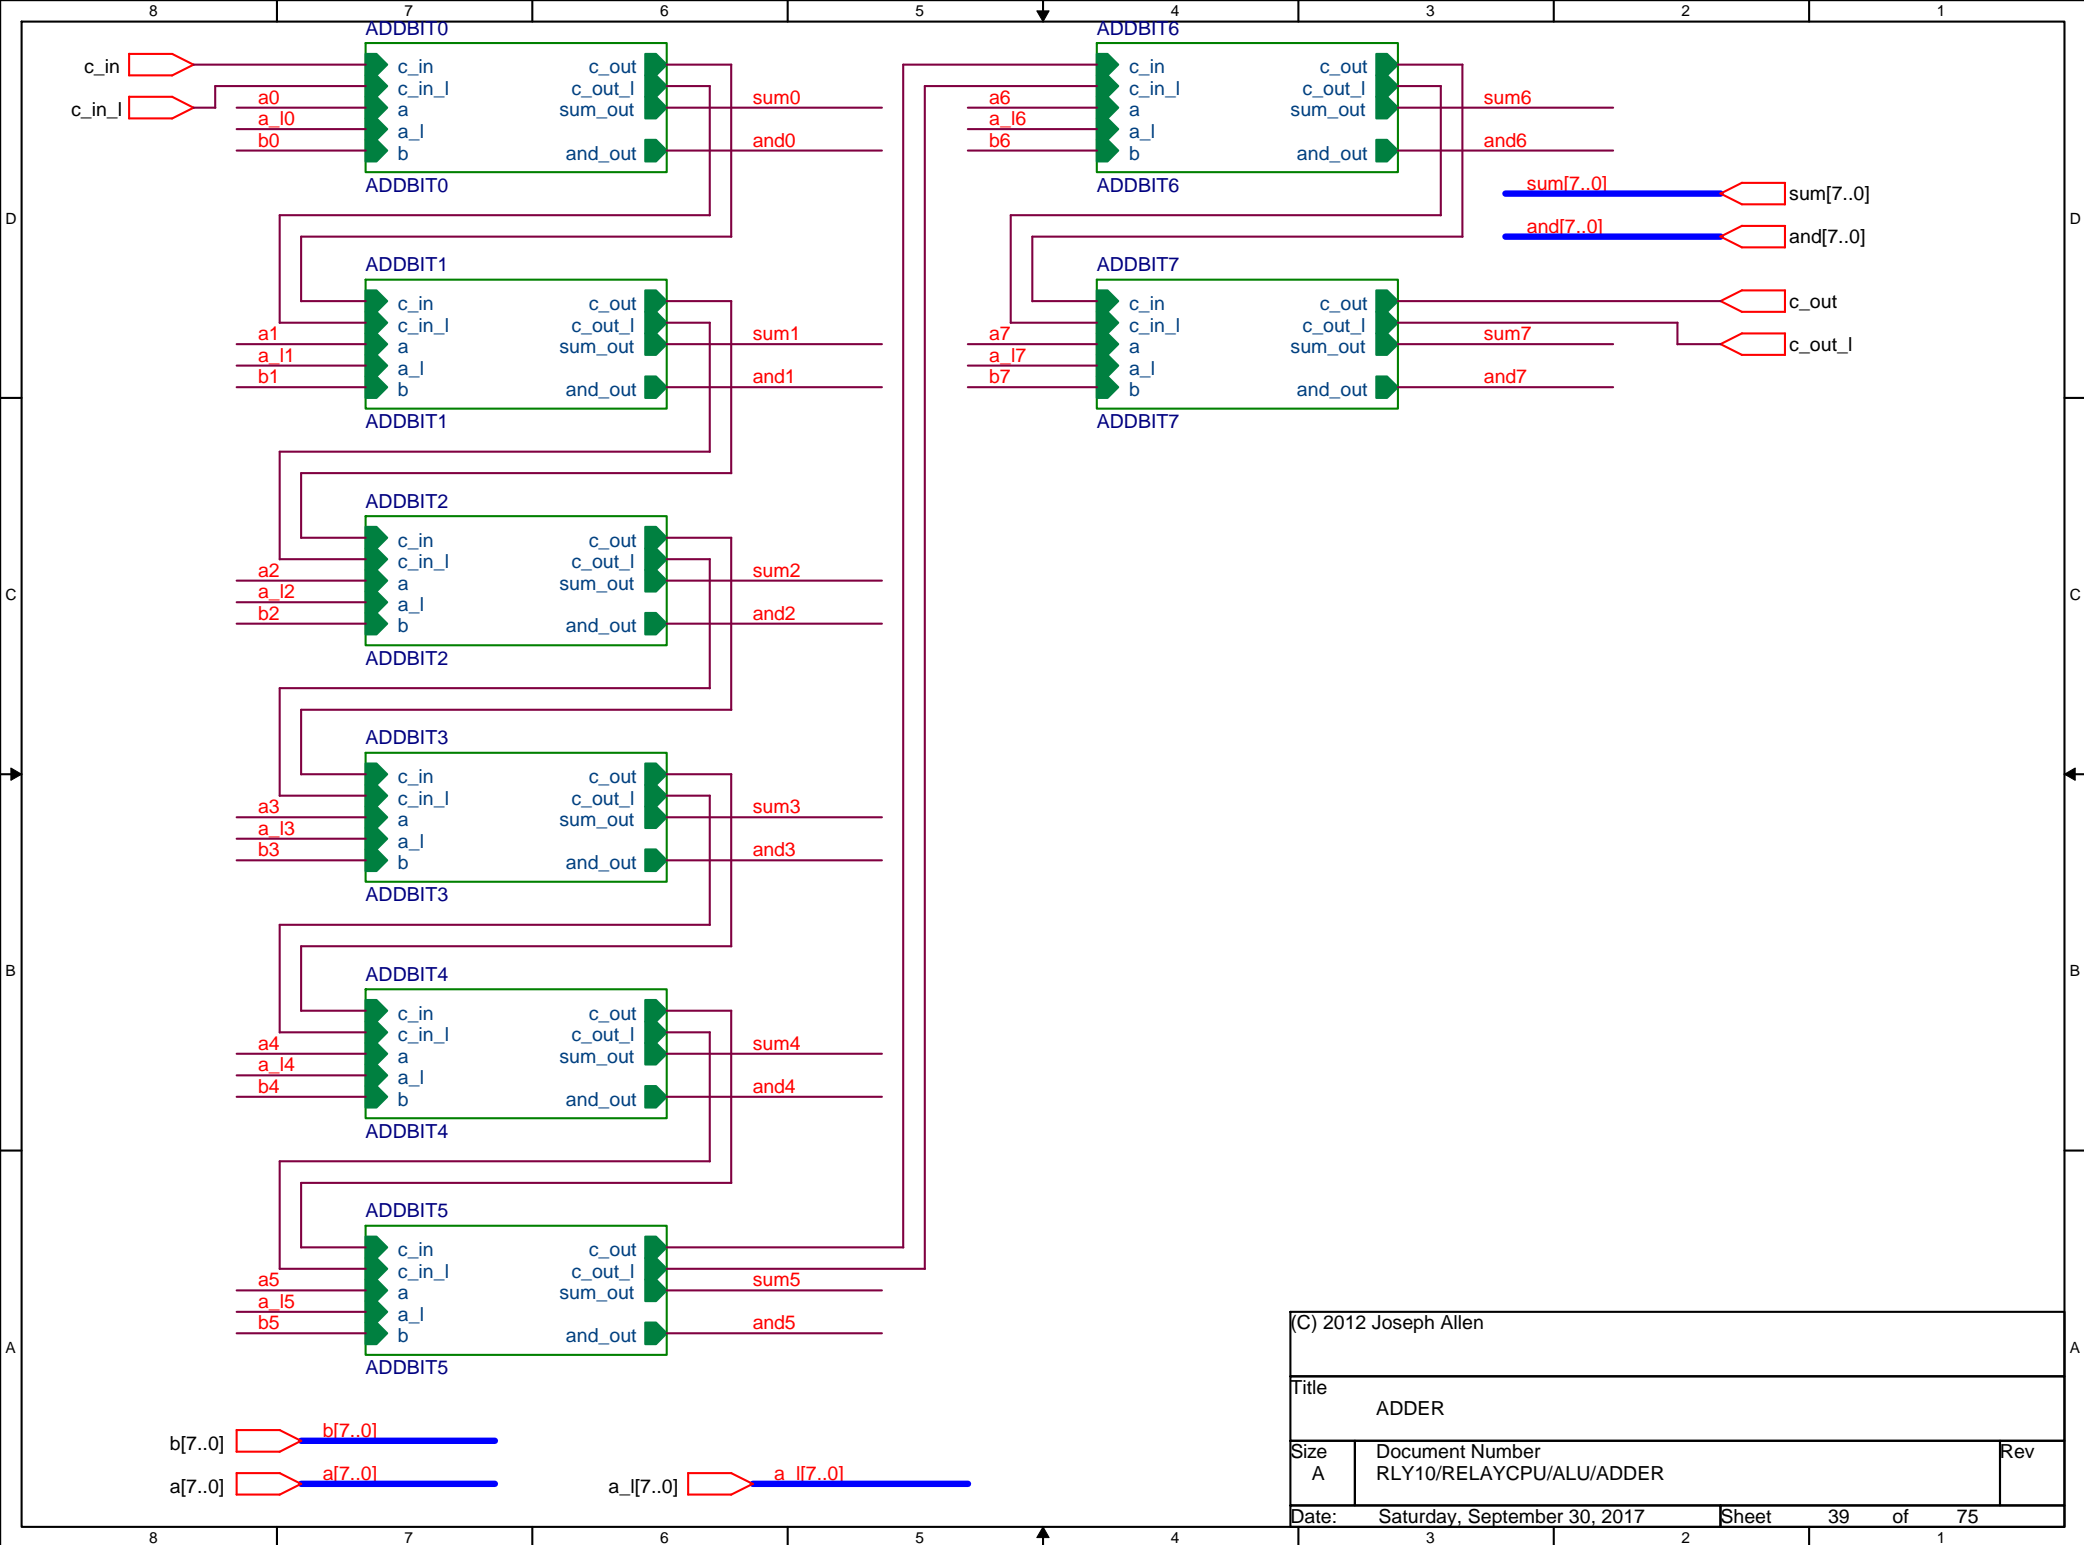 8 7 6 5 4 3 2 1
ADDBIT0
c_in
c_in_l
a0
a_l0
b0
c_in c_out
c_in_l c_out_l
a sum_out
a_l
b and_out
sum0
and0
ADDBIT0
D
ADDBIT1
a1
a_l1
b1
c_in c_out
c_in_l c_out_l
a sum_out
a_l
b and_out
sum1
and1
ADDBIT1
ADDBIT2
a2
a_l2
b2
c_in c_out
c_in_l c_out_l
a sum_out
a_l
b and_out
sum2
and2
ADDBIT2
C
ADDBIT3
a3
a_l3
b3
c_in c_out
c_in_l c_out_l
a sum_out
a_l
b and_out
sum3
and3
ADDBIT3
B
ADDBIT4
a4
a_l4
b4
c_in c_out
c_in_l c_out_l
a sum_out
a_l
b and_out
sum4
and4
ADDBIT4
ADDBIT5
a5
a_l5
b5
c_in c_out
c_in_l c_out_l
a sum_out
a_l
b and_out
sum5
and5
ADDBIT5
A
b[7..0] b[7..0]
a[7..0] a[7..0]
a_l[7..0] a_l[7..0]
ADDBIT6
a6
a_l6
b6
c_in c_out
c_in_l c_out_l
a sum_out
a_l
b and_out
sum6
and6
ADDBIT6
sum[7..0] sum[7..0]
and[7..0] and[7..0]
D
ADDBIT7
a7
a_l7
b7
c_in c_out
c_in_l c_out_l
a sum_out
a_l
b and_out
sum7
and7
ADDBIT7
c_out
c_out_l
C
B
A
(C) 2012 Joseph Allen
Title
ADDER
Size Document Number Rev
A RLY10/RELAYCPU/ALU/ADDER
Date: Saturday, September 30, 2017 Sheet 39 of 75
8 7 6 5 4 3 2 1